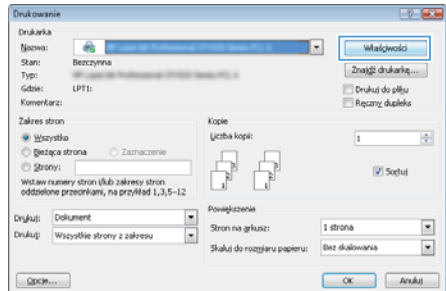 Drukowanie
Drukarka
Nazwa:
Właściwości
Stan: Bezczynna
Znajdź drukarkę...
Typ:
Gdzie: LPT1:
Drukuj do pliku
Komentarz:
Ręczny dupleks
Zakres stron
Wszystko
Bieżąca strona Zaznaczenie
Strony:
Wstaw numery stron i/lub zakresy stron
oddzielone przecinkami, na przykład 1,3,5–12
Kopie
Liczba kopii: 1
Sortuj
Drukuj: Dokument
Drukuj: Wszystkie strony z zakresu
Powiększenie
Stron na arkusz: 1 strona
Skaluj do rozmiaru papieru: Bez skalowania
Opcje...
OK
Anuluj